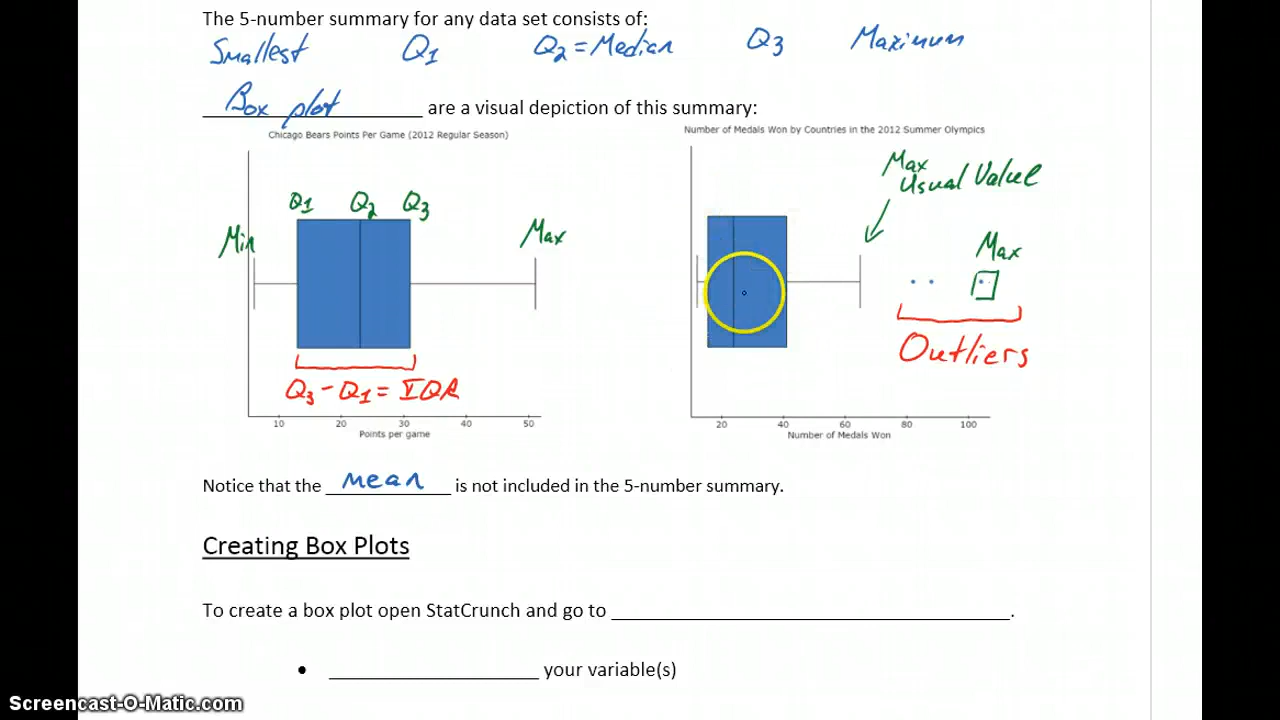 The 5-number summary for any data set consists of:
Smallest Q1 Q2 = Median Q3 Maximum
Box plot are a visual depiction of this summary:
Chicago Bears Points Per Game (2012 Regular Season)
Min Q1 Q2 Q3 Max
Q3 - Q1 = IQR
10 20 30 40 50
Points per game
Number of Medals Won by Countries in the 2012 Summer Olympics
Max
Usual Value
Max
Outliers
20 40 60 80 100
Number of Medals Won
Notice that the mean is not included in the 5-number summary.
Creating Box Plots
To create a box plot open StatCrunch and go to ____________________.
• ____________________ your variable(s)
Screencast-O-Matic.com